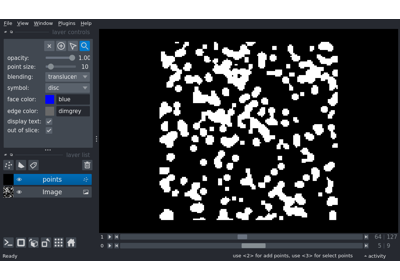 File View Window Plugins Help
layer controls
opacity: 1.00
point size: 10
blending: translucen
symbol: disc
face color: blue
edge color: dimgrey
display text:
out of slice:
layer list
points
Image
1 64 127
0 5 9
Ready use <2> for add points, use <3> for select points activity